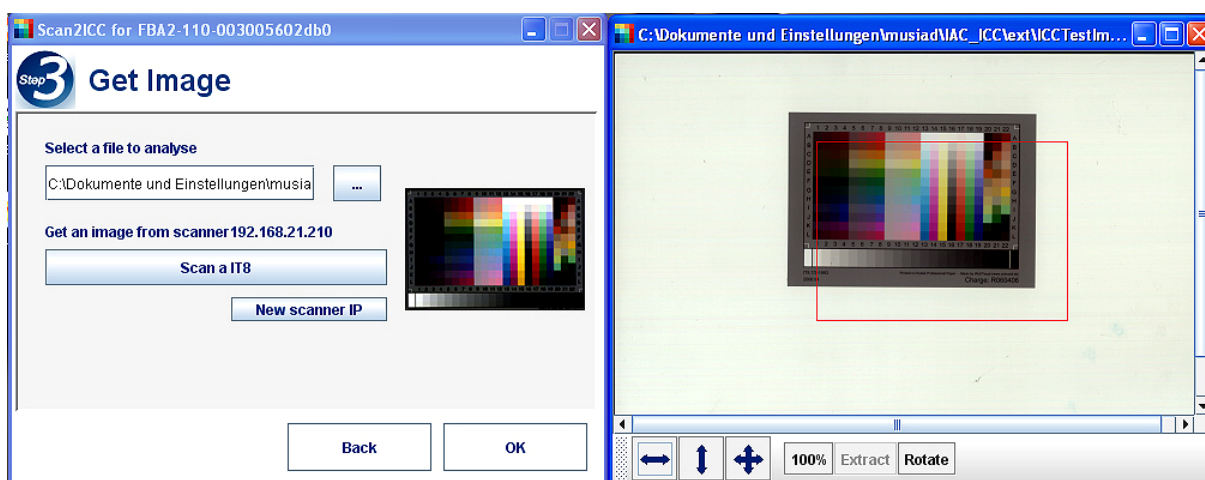 Scan2ICC for FBA2-110-003005602db0
Step 3
Get Image
Select a file to analyse
C:\Dokumente und Einstellungen\musia
...
Get an image from scanner192.168.21.210
Scan a IT8
New scanner IP
Back
OK
C:\Dokumente und Einstellungen\musiad\IAC_ICC\ext\ICCTestIm...
1 2 3 4 5 6 7 8 9 10 11 12 13 14 15 16 17 18 19 20 21 22
A
B
C
D
E
F
G
H
I
J
K
L
1 2 3 4 5 6 7 8 9 10 11 12 13 14 15 16 17 18 19 20 21 22
Charge: R060406
100%
Extract
Rotate